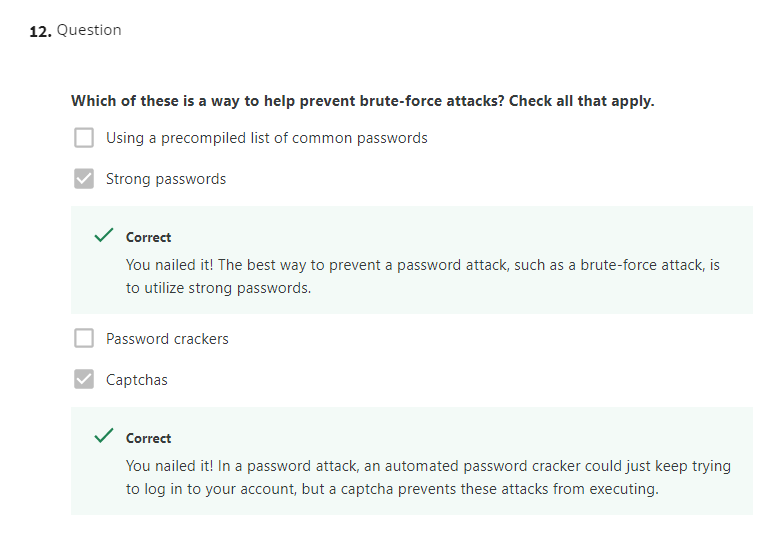 12. Question
Which of these is a way to help prevent brute-force attacks? Check all that apply.
Using a precompiled list of common passwords
Strong passwords
Correct
You nailed it! The best way to prevent a password attack, such as a brute-force attack, is
to utilize strong passwords.
Password crackers
Captchas
Correct
You nailed it! In a password attack, an automated password cracker could just keep trying
to log in to your account, but a captcha prevents these attacks from executing.